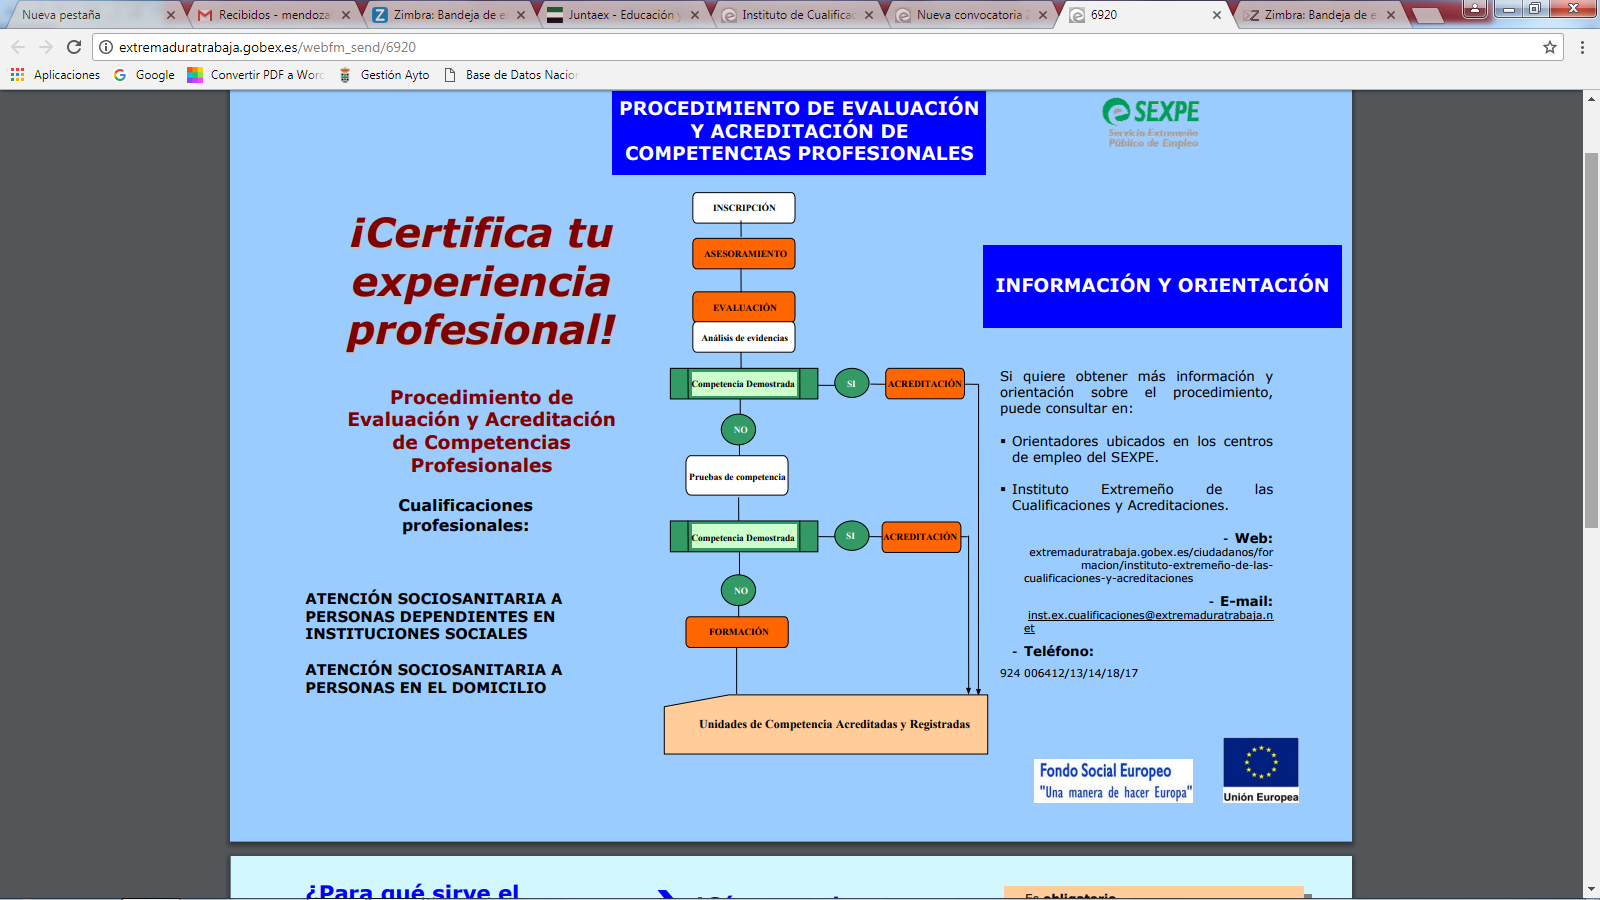 Nueva pestaña
Recibidos - mendoza
Zimbra: Bandeja de e
Juntaex - Educación y
Instituto de Cualifica
Nueva convocatoria 2
6920
Zimbra: Bandeja de e
extremaduratrabaja.gobex.es/webfm_send/6920
Aplicaciones
Google
Convertir PDF a Word
Gestión Ayto
Base de Datos Nacion
PROCEDIMIENTO DE EVALUACIÓN
Y ACREDITACIÓN DE
COMPETENCIAS PROFESIONALES
SEXPE
Servicio Extremeño
Público de Empleo
¡Certifica tu
experiencia
profesional!
Procedimiento de
Evaluación y Acreditación
de Competencias
Profesionales
Cualificaciones
profesionales:
ATENCIÓN SOCIOSANITARIA A
PERSONAS DEPENDIENTES EN
INSTITUCIONES SOCIALES
ATENCIÓN SOCIOSANITARIA A
PERSONAS EN EL DOMICILIO
INSCRIPCIÓN
ASESORAMIENTO
EVALUACIÓN
Análisis de evidencias
Competencia Demostrada
SI
ACREDITACIÓN
NO
Pruebas de competencia
Competencia Demostrada
SI
ACREDITACIÓN
NO
FORMACIÓN
Unidades de Competencia Acreditadas y Registradas
INFORMACIÓN Y ORIENTACIÓN
Si quiere obtener más información y
orientación sobre el procedimiento,
puede consultar en:
▪ Orientadores ubicados en los centros
de empleo del SEXPE.
▪ Instituto Extremeño de las
Cualificaciones y Acreditaciones.
- Web:
extremaduratrabaja.gobex.es/ciudadanos/for
macion/instituto-extremeño-de-las-
cualificaciones-y-acreditaciones
- E-mail:
inst.ex.cualificaciones@extremaduratrabaja.n
et
- Teléfono:
924 006412/13/14/18/17
Fondo Social Europeo
"Una manera de hacer Europa"
Unión Europea
¿Para qué sirve el
Es obligatorio